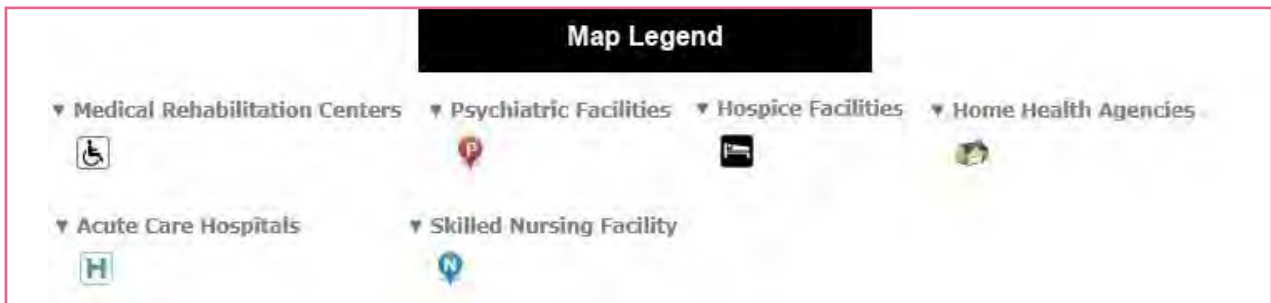 Map Legend
▼ Medical Rehabilitation Centers ▼ Psychiatric Facilities ▼ Hospice Facilities ▼ Home Health Agencies
P
▼ Acute Care Hospitals ▼ Skilled Nursing Facility
H N